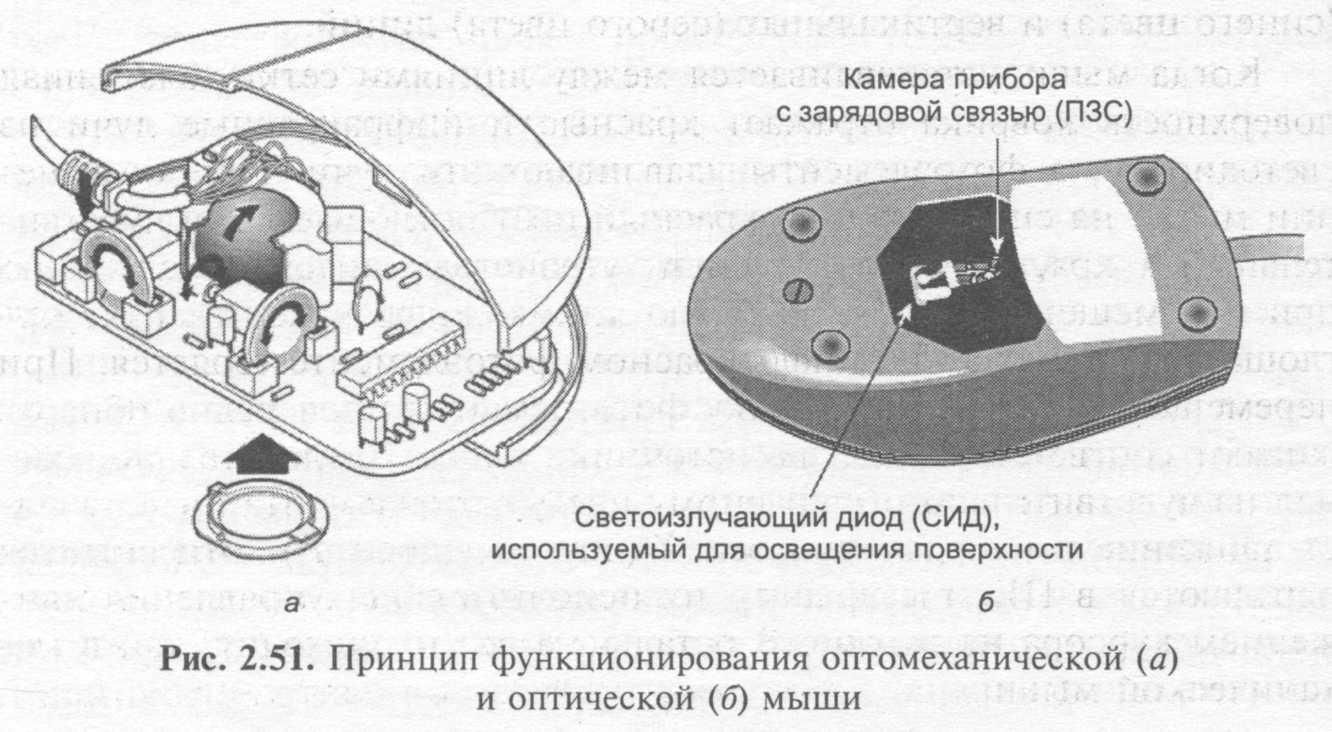 Камера прибора
с зарядовой связью (ПЗС)
Светоизлучающий диод (СИД),
используемый для освещения поверхности
а
б
Рис. 2.51. Принцип функционирования оптомеханической (а)
и оптической (б) мыши